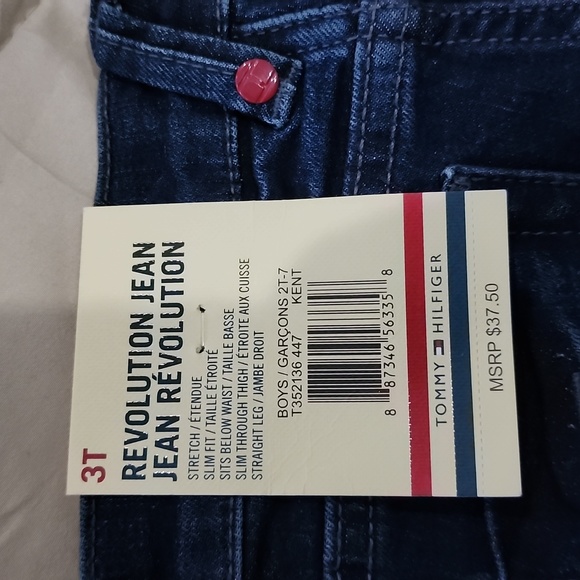 3T
REVOLUTION JEAN
JEAN RÉVOLUTION
STRETCH / ÉTENDUE
SLIM FIT / TAILLE ÉTROITE
SITS BELOW WAIST / TAILLE BASSE
SLIM THROUGH THIGH / ÉTROITE AUX CUISSE
STRAIGHT LEG / JAMBE DROIT
BOYS / GARÇONS 2T-7
T352136 447 KENT
8 87346 56335 8
TOMMY HILFIGER
MSRP $37.50